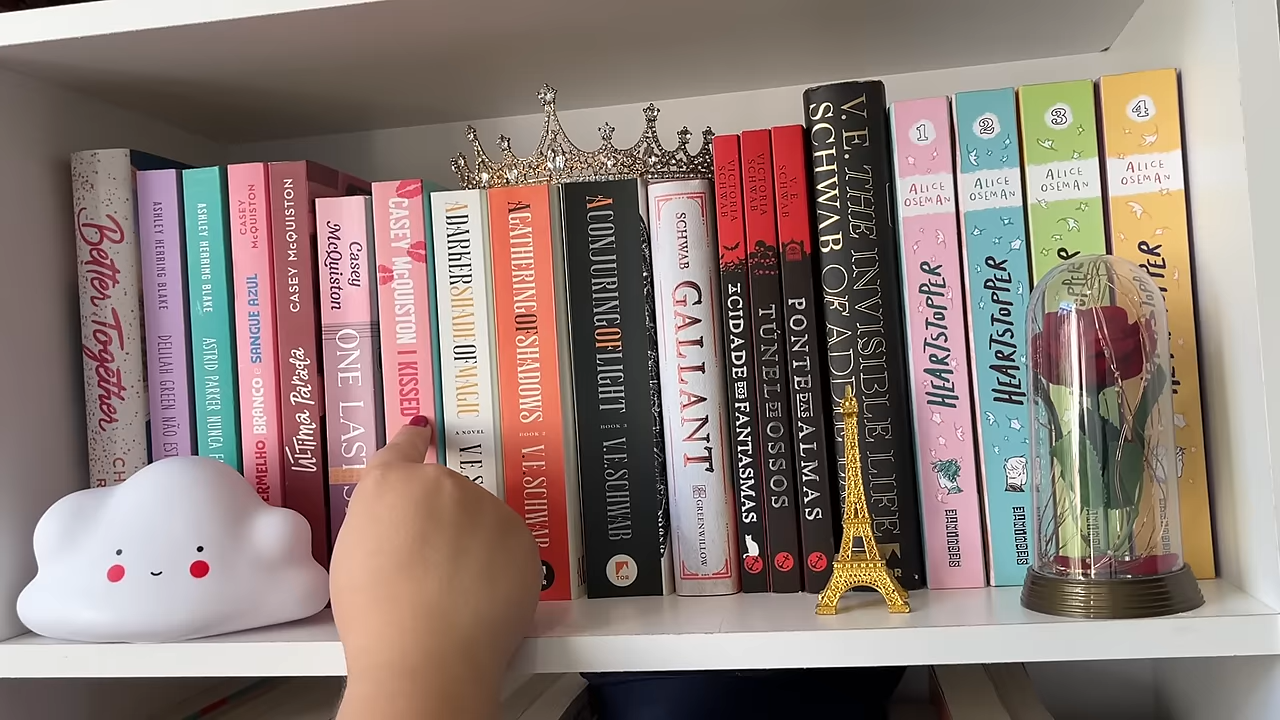 Better Together
ASHLEY HERRING BLAKE DELILAH GREEN NÃO
ASHLEY HERRING BLAKE ASTRID PARKER NUNCA
CASEY McQUISTON
BRANCO e SANGUE AZUL
CASEY McQUISTON Última Parada
Casey McQuiston
ONE LAST
CASEY McQUISTON I KISSED
A DARKER SHADE OF MAGIC A NOVEL V.E.
A GATHERING OF SHADOWS BOOK 2 V.E. SCHWAB
A CONJURING OF LIGHT BOOK 3 V.E. SCHWAB
TOR
SCHWAB GALLANT GREENWILLOW
VICTORIA SCHWAB
A CIDADE DOS FANTASMAS
VICTORIA SCHWAB
TÚNEL DE OSSOS
V. E. SCHWAB
PONTE DAS ALMAS
V. E. THE INVISIBLE LIFE
SCHWAB OF ADDIE
1
ALICE
OSEMAN
HEARTSTOPPER
2
ALICE
OSEMAN
HEARTSTOPPER
3
ALICE
OSEMAN
4
ALICE
OSEMAN